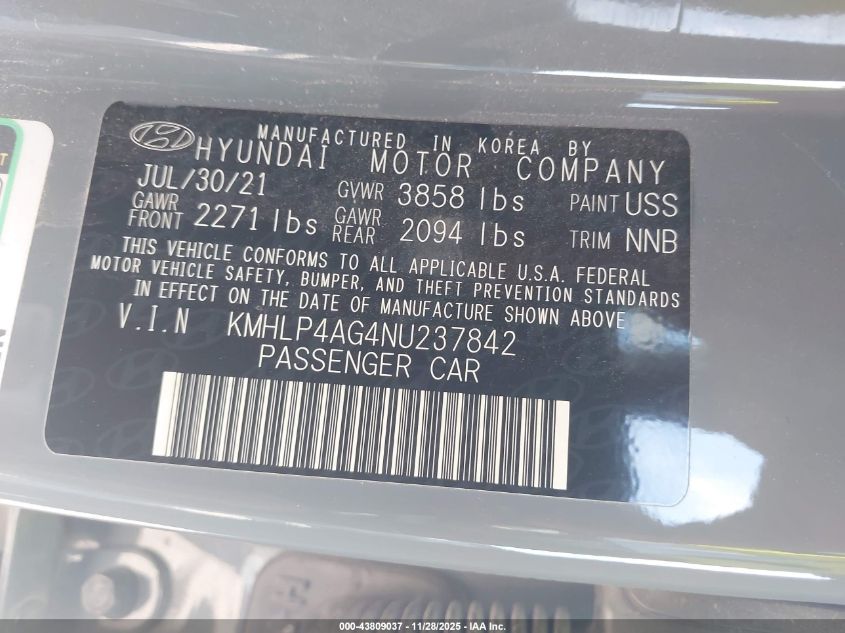 MANUFACTURED IN KOREA BY
HYUNDAI MOTOR COMPANY
JUL/30/21 GVWR 3858 lbs PAINT USS
GAWR FRONT 2271 lbs GAWR REAR 2094 lbs TRIM NNB
THIS VEHICLE CONFORMS TO ALL APPLICABLE U.S.A. FEDERAL
MOTOR VEHICLE SAFETY, BUMPER, AND THEFT PREVENTION STANDARDS
IN EFFECT ON THE DATE OF MANUFACTURE SHOWN ABOVE
V.I.N KMHLP4AG4NU237842
PASSENGER CAR
000-43809037 - 11/28/2025 - IAA Inc.